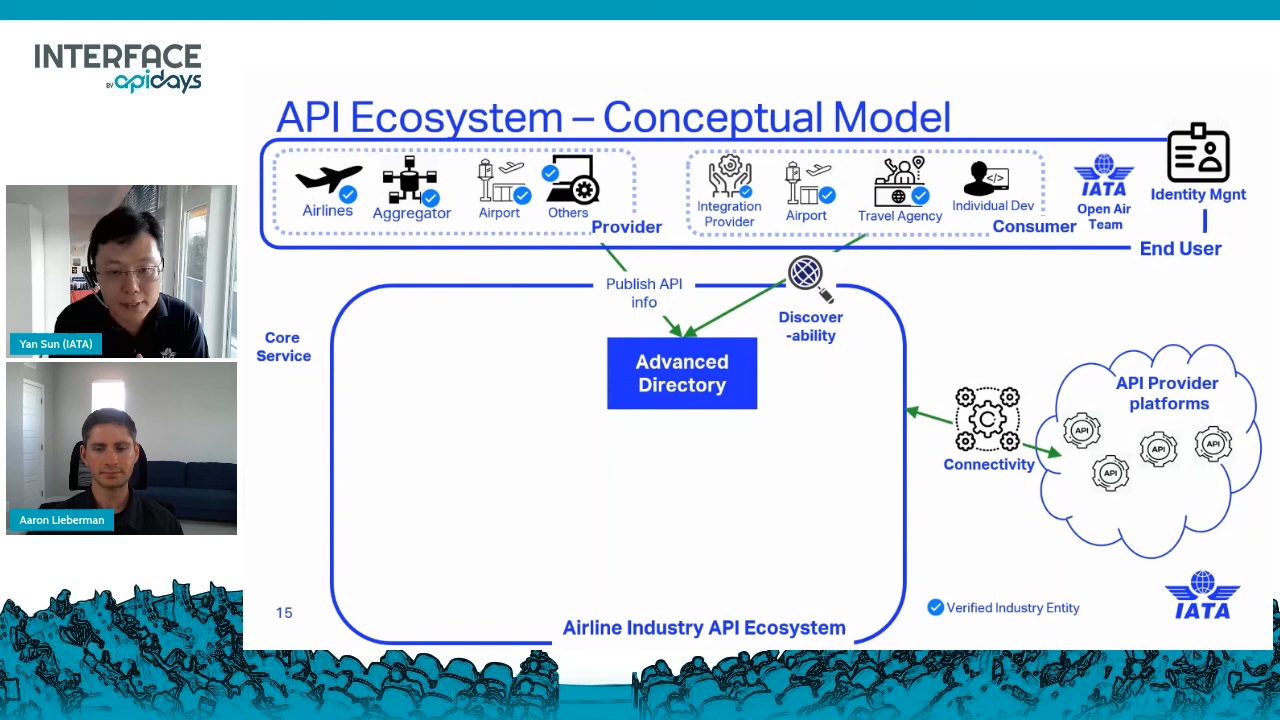 INTERFACE
BY apidays
API Ecosystem – Conceptual Model
Airlines
Aggregator
Airport
Others
Provider
Integration
Provider
Airport
Travel Agency
Individual Dev
Consumer
IATA
Open Air
Team
Identity Mgnt
End User
Publish API
info
Discover
-ability
Core
Service
Advanced
Directory
Connectivity
API Provider
platforms
API
API
API
API
Yan Sun (IATA)
Aaron Lieberman
15
Verified Industry Entity
IATA
Airline Industry API Ecosystem